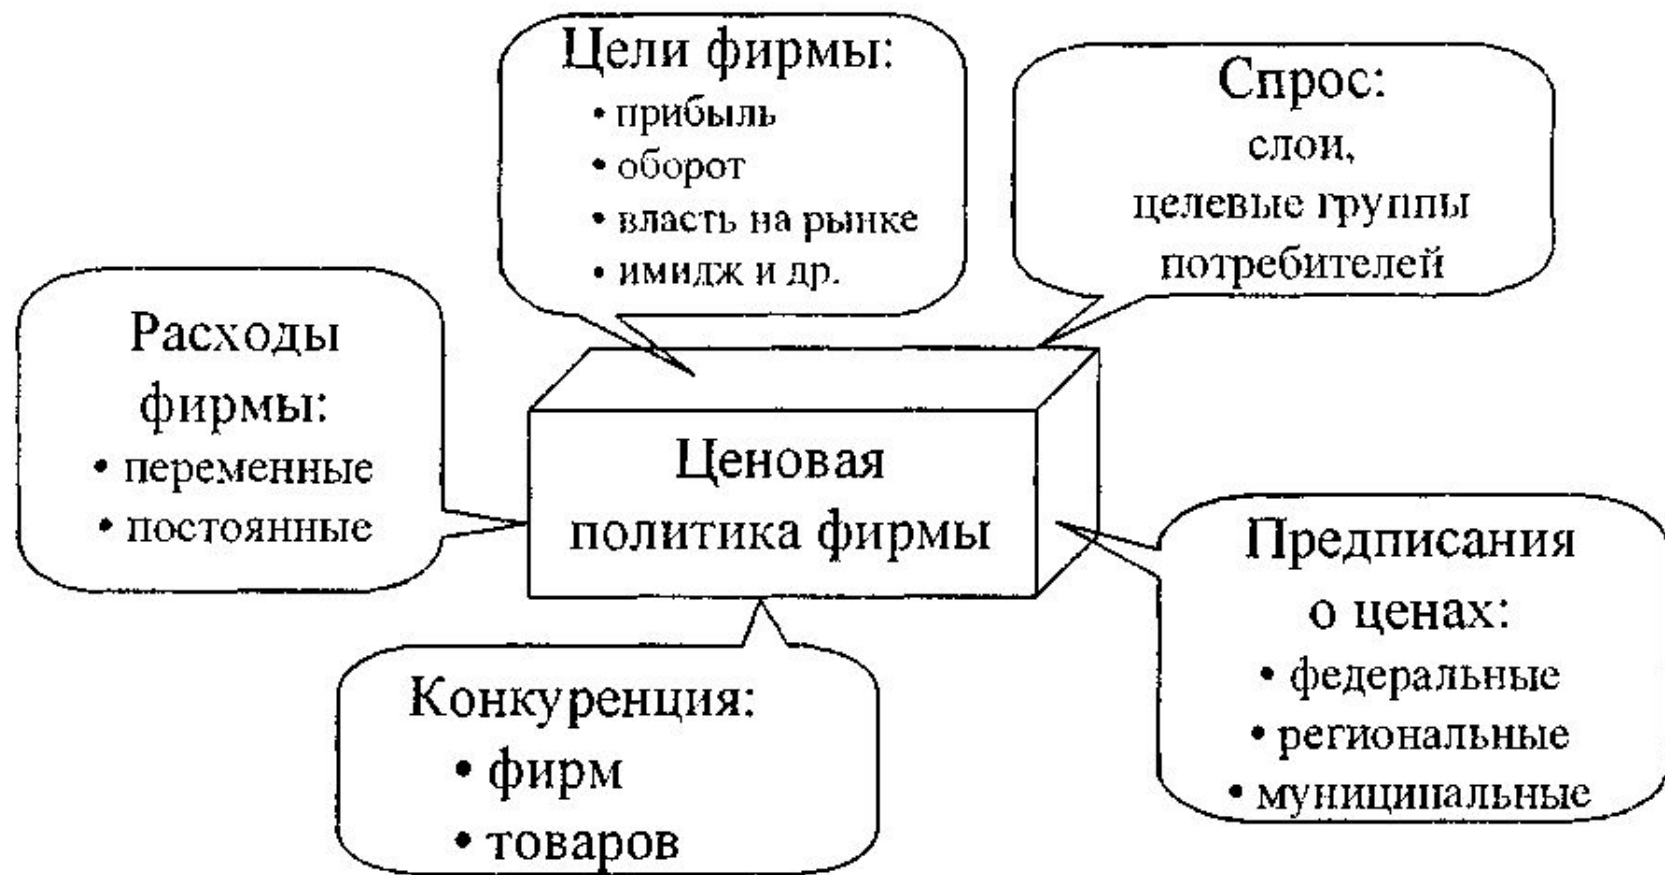 Цели фирмы:
• прибыль
• оборот
• власть на рынке
• имидж и др.
Спрос:
слои,
целевые группы
потребителей
Расходы
фирмы:
• переменные
• постоянные
Ценовая
политика фирмы
Предписания
о ценах:
• федеральные
• региональные
• муниципальные
Конкуренция:
• фирм
• товаров